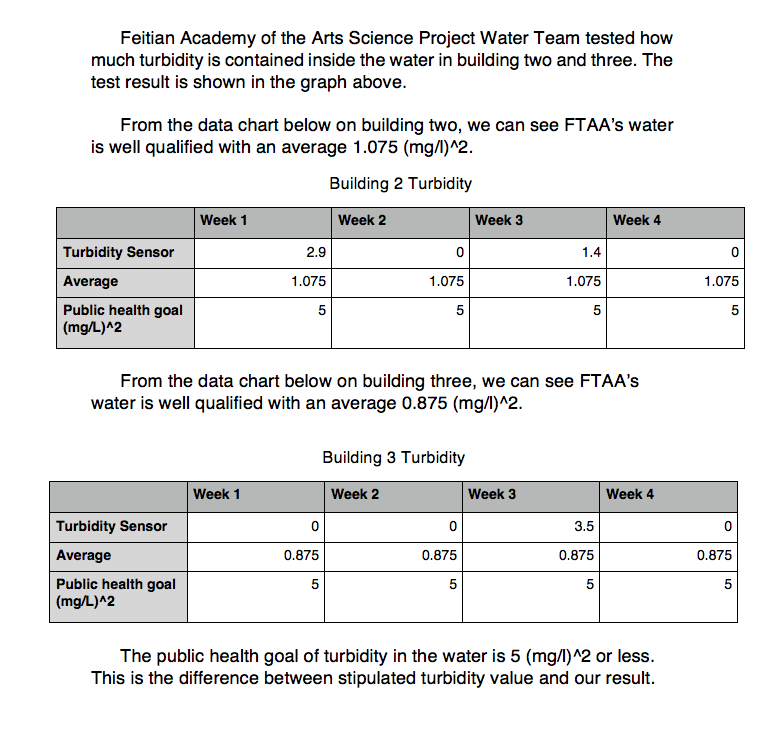 Feitian Academy of the Arts Science Project Water Team tested how
much turbidity is contained inside the water in building two and three. The
test result is shown in the graph above.
From the data chart below on building two, we can see FTAA's water
is well qualified with an average 1.075 (mg/l)^2.
Building 2 Turbidity
Week 1 Week 2 Week 3 Week 4
Turbidity Sensor 2.9 0 1.4 0
Average 1.075 1.075 1.075 1.075
Public health goal 5 5 5 5
(mg/L)^2
From the data chart below on building three, we can see FTAA's
water is well qualified with an average 0.875 (mg/l)^2.
Building 3 Turbidity
Week 1 Week 2 Week 3 Week 4
Turbidity Sensor 0 0 3.5 0
Average 0.875 0.875 0.875 0.875
Public health goal 5 5 5 5
(mg/L)^2
The public health goal of turbidity in the water is 5 (mg/l)^2 or less.
This is the difference between stipulated turbidity value and our result.